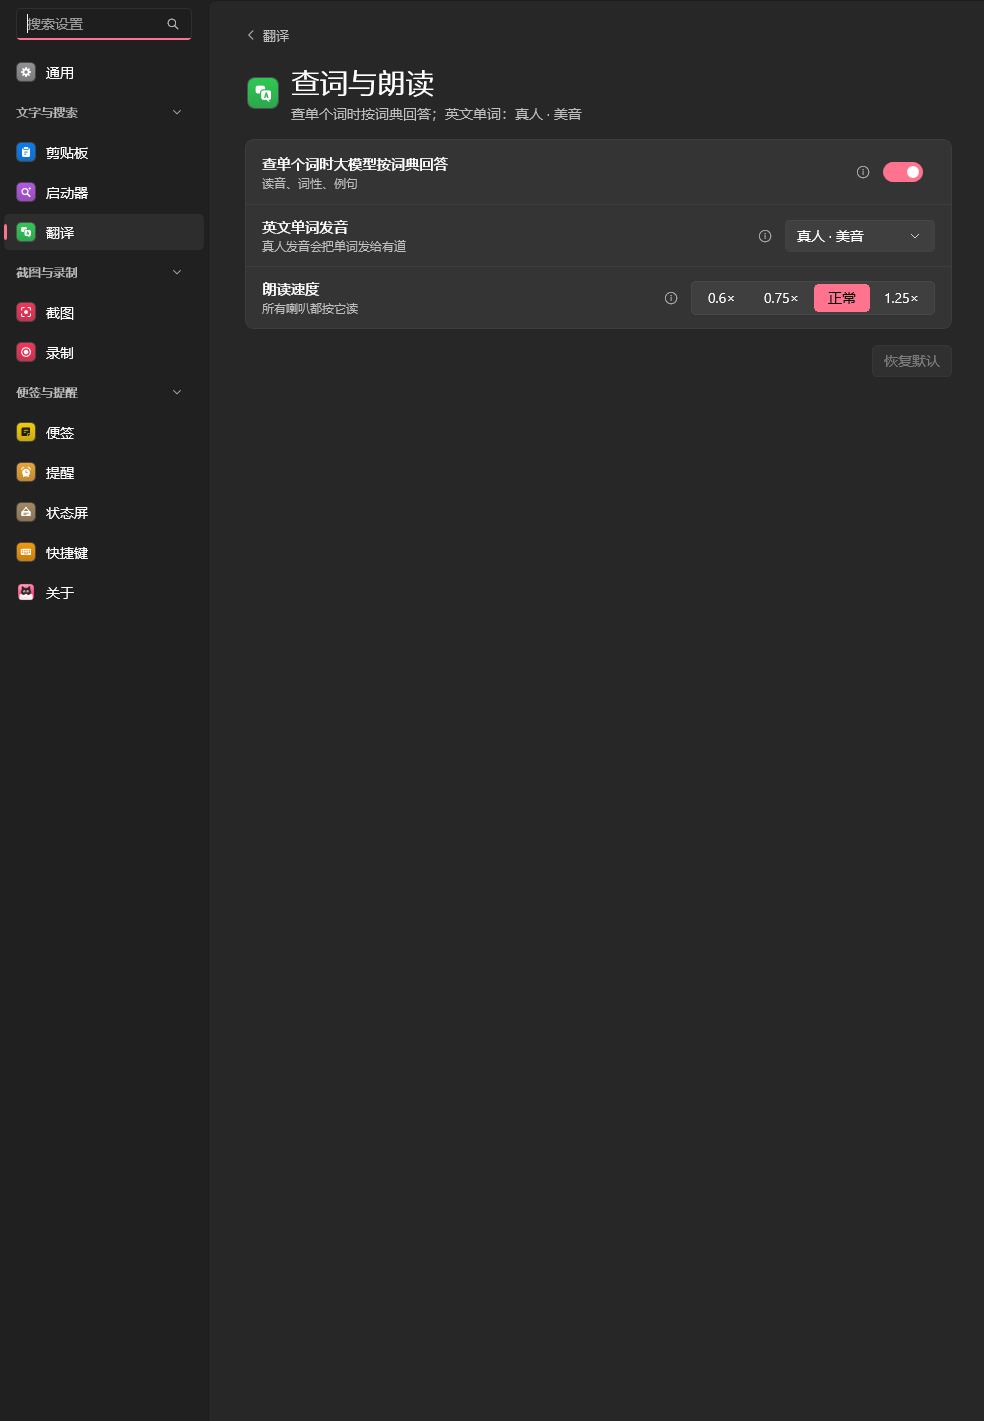 搜索设置
通用
文字与搜索
剪贴板
启动器
翻译
截图与录制
截图
录制
便签与提醒
便签
提醒
状态屏
快捷键
关于
翻译
查词与朗读
查单个词时按词典回答；英文单词：真人 · 美音
查单个词时大模型按词典回答
读音、词性、例句
英文单词发音
真人发音会把单词发给有道
真人 · 美音
朗读速度
所有喇叭都按它读
0.6× 0.75× 正常 1.25×
恢复默认